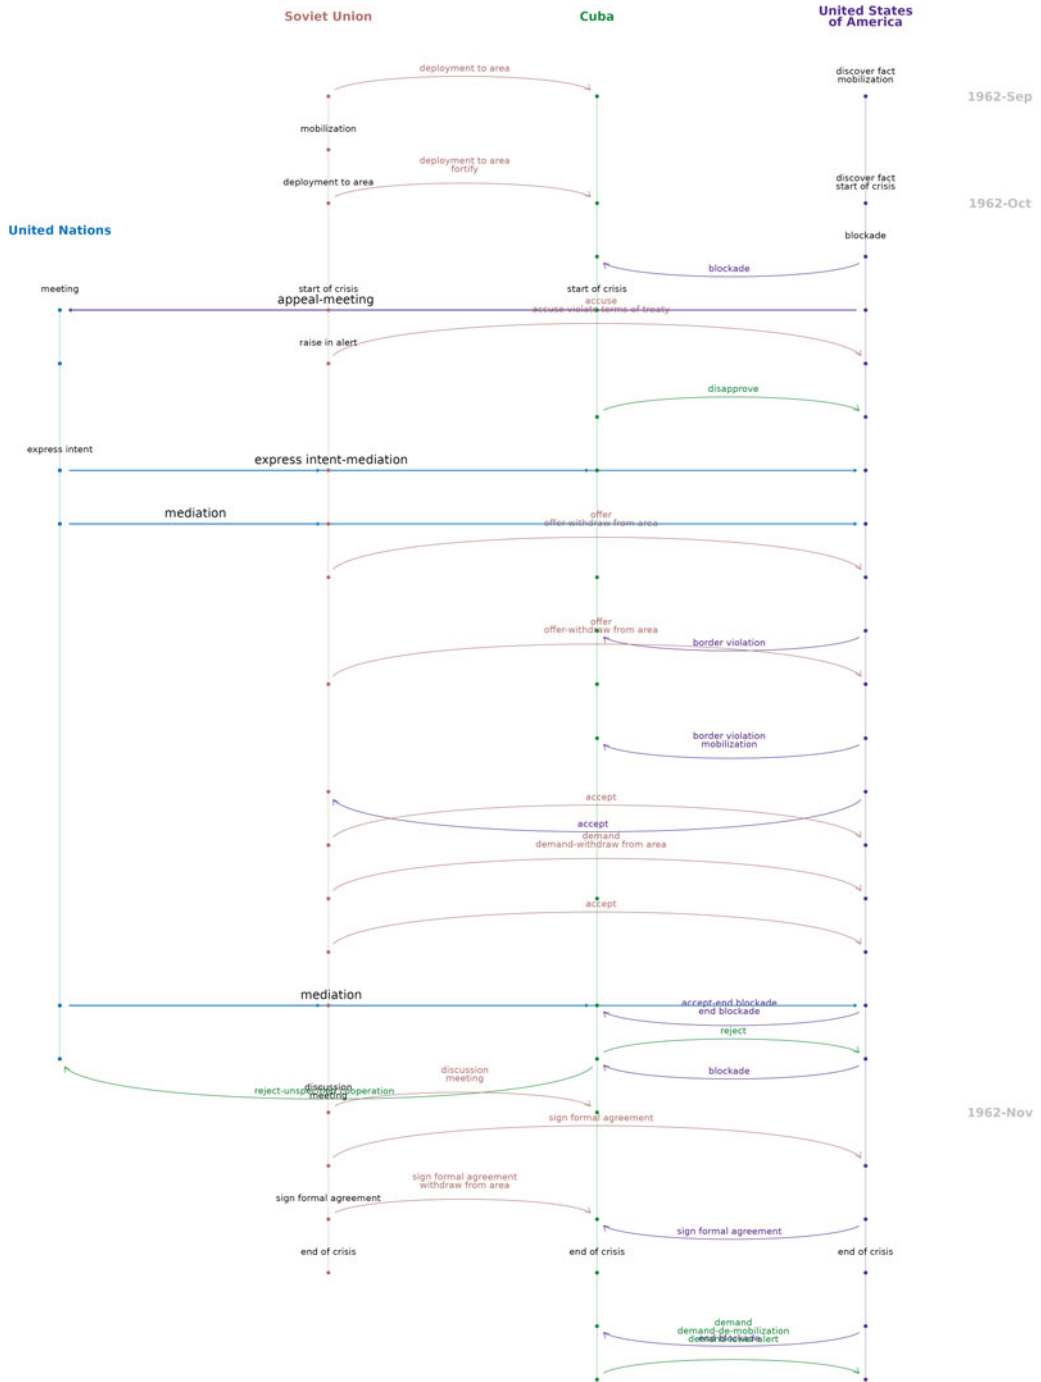 Soviet Union
Cuba
United States
of America
deployment to area
discover fact
mobilization
1962-Sep
mobilization
deployment to area
fortify
deployment to area
discover fact
start of crisis
1962-Oct
United Nations
blockade
blockade
meeting
start of crisis
start of crisis
appeal-meeting
accuse
accuse-violate terms of treaty
raise in alert
disapprove
express intent
express intent-mediation
mediation
offer
offer-withdraw from area
offer
offer-withdraw from area
border violation
border violation
mobilization
accept
accept
demand
demand-withdraw from area
accept
mediation
accept-end blockade
end blockade
reject
blockade
discussion
meeting
discussion
meeting
1962-Nov
sign formal agreement
sign formal agreement
withdraw from area
sign formal agreement
sign formal agreement
end of crisis
end of crisis
end of crisis
demand
demand-de-mobilization